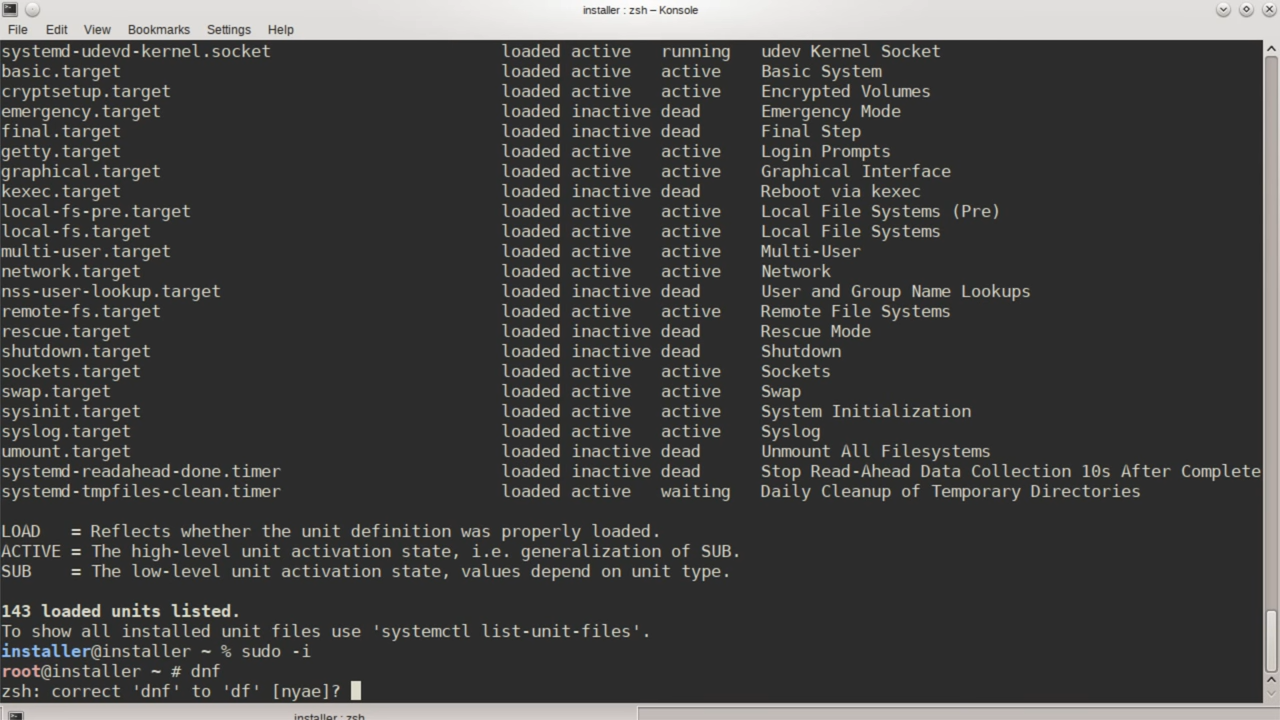 installer : zsh – Konsole
File Edit View Bookmarks Settings Help
systemd-udevd-kernel.socket loaded active running udev Kernel Socket
basic.target loaded active active Basic System
cryptsetup.target loaded active active Encrypted Volumes
emergency.target loaded inactive dead Emergency Mode
final.target loaded inactive dead Final Step
getty.target loaded active active Login Prompts
graphical.target loaded active active Graphical Interface
kexec.target loaded inactive dead Reboot via kexec
local-fs-pre.target loaded active active Local File Systems (Pre)
local-fs.target loaded active active Local File Systems
multi-user.target loaded active active Multi-User
network.target loaded active active Network
nss-user-lookup.target loaded inactive dead User and Group Name Lookups
remote-fs.target loaded active active Remote File Systems
rescue.target loaded inactive dead Rescue Mode
shutdown.target loaded inactive dead Shutdown
sockets.target loaded active active Sockets
swap.target loaded active active Swap
sysinit.target loaded active active System Initialization
syslog.target loaded active active Syslog
umount.target loaded inactive dead Unmount All Filesystems
systemd-readahead-done.timer loaded inactive dead Stop Read-Ahead Data Collection 10s After Complete
systemd-tmpfiles-clean.timer loaded active waiting Daily Cleanup of Temporary Directories
LOAD = Reflects whether the unit definition was properly loaded.
ACTIVE = The high-level unit activation state, i.e. generalization of SUB.
SUB = The low-level unit activation state, values depend on unit type.
143 loaded units listed.
To show all installed unit files use 'systemctl list-unit-files'.
installer@installer ~ % sudo -i
root@installer ~ # dnf
zsh: correct 'dnf' to 'df' [nyae]?
installer : zsh